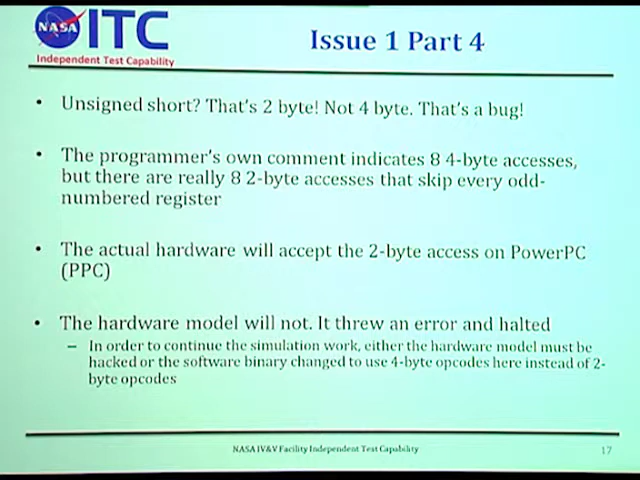 NASA ITC
Independent Test Capability
Issue 1 Part 4
• Unsigned short? That's 2 byte! Not 4 byte. That's a bug!
• The programmer's own comment indicates 8 4-byte accesses,
but there are really 8 2-byte accesses that skip every odd-
numbered register
• The actual hardware will accept the 2-byte access on PowerPC
(PPC)
• The hardware model will not. It threw an error and halted
– In order to continue the simulation work, either the hardware model must be
hacked or the software binary changed to use 4-byte opcodes here instead of 2-
byte opcodes
NASA IV&V Facility Independent Test Capability
17